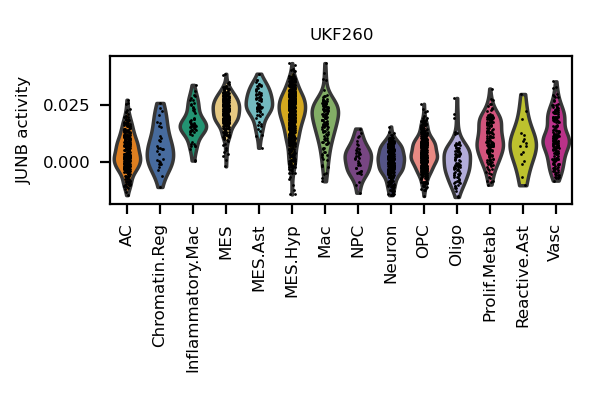 UKF260
JUNB activity
0.025
0.000
AC
Chromatin.Reg
Inflammatory.Mac
MES
MES.Ast
MES.Hyp
Mac
NPC
Neuron
OPC
Oligo
Prolif.Metab
Reactive.Ast
Vasc